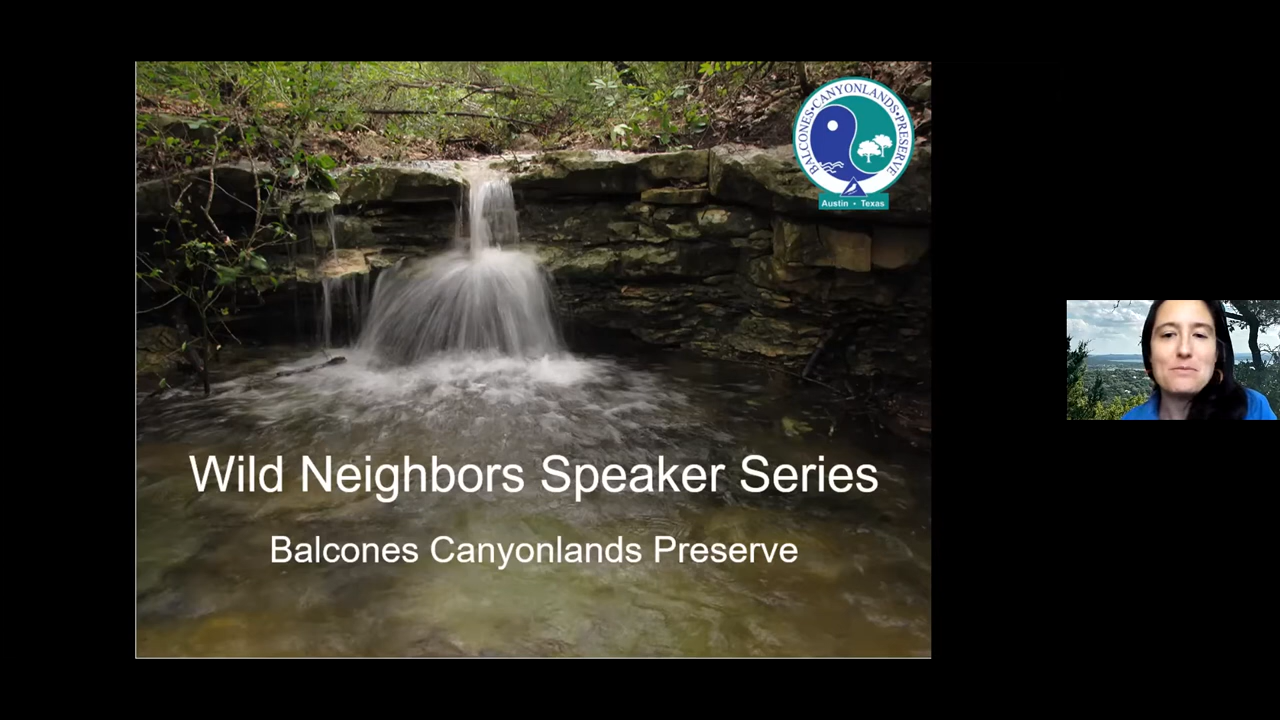 BALCONES•CANYONLANDS•PRESERVE
Austin • Texas
Wild Neighbors Speaker Series
Balcones Canyonlands Preserve